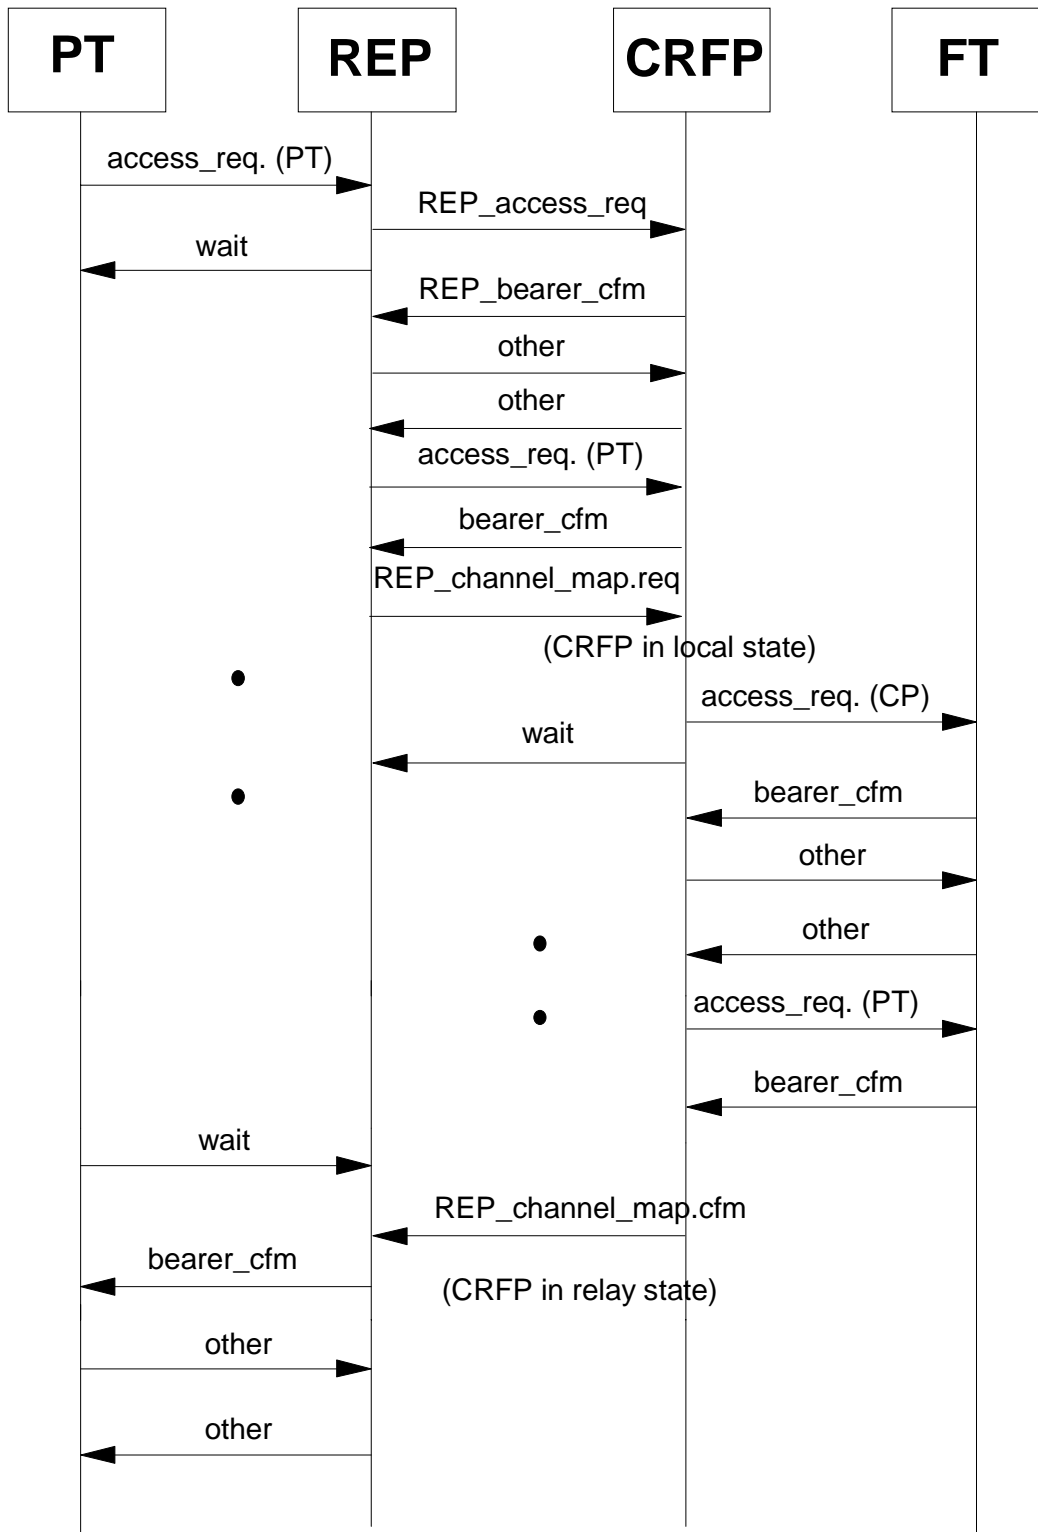 PT
REP
CRFP
FT
access_req. (PT)
REP_access_req
wait
REP_bearer_cfm
other
other
access_req. (PT)
bearer_cfm
REP_channel_map.req
(CRFP in local state)
access_req. (CP)
wait
bearer_cfm
other
other
access_req. (PT)
bearer_cfm
wait
REP_channel_map.cfm
bearer_cfm
(CRFP in relay state)
other
other